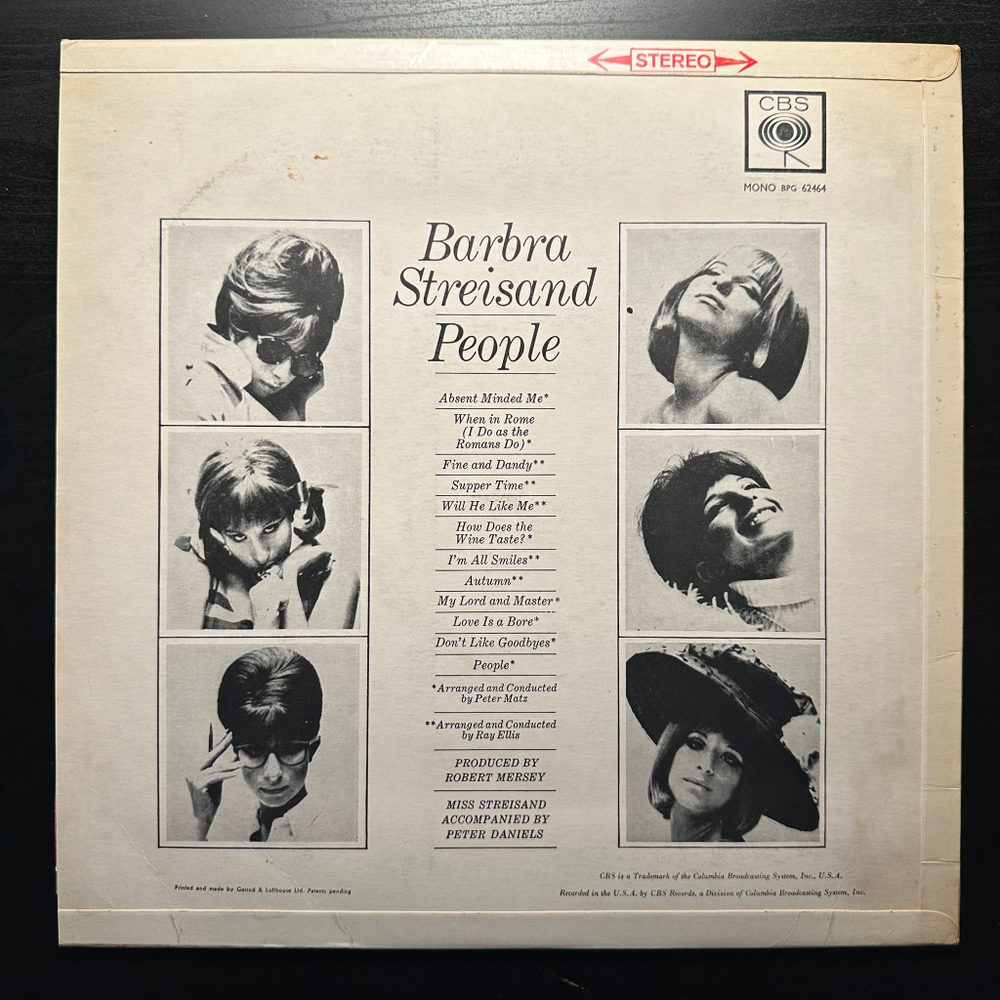 STEREO
CBS
MONO BPG 62464
Barbra
Streisand
People
Absent Minded Me*
When in Rome
(I Do as the
Romans Do)*
Fine and Dandy**
Supper Time**
Will He Like Me**
How Does the
Wine Taste?*
I'm All Smiles**
Autumn**
My Lord and Master*
Love Is a Bore*
Don't Like Goodbyes*
People*
*Arranged and Conducted
by Peter Matz
**Arranged and Conducted
by Ray Ellis
PRODUCED BY
ROBERT MERSEY
MISS STREISAND
ACCOMPANIED BY
PETER DANIELS
CBS is a Trademark of the Columbia Broadcasting System, Inc., U.S.A.
Printed and made by Garrod & Lofthouse Ltd. Patents pending
Recorded in the U.S.A. by CBS Records, a Division of Columbia Broadcasting System, Inc.